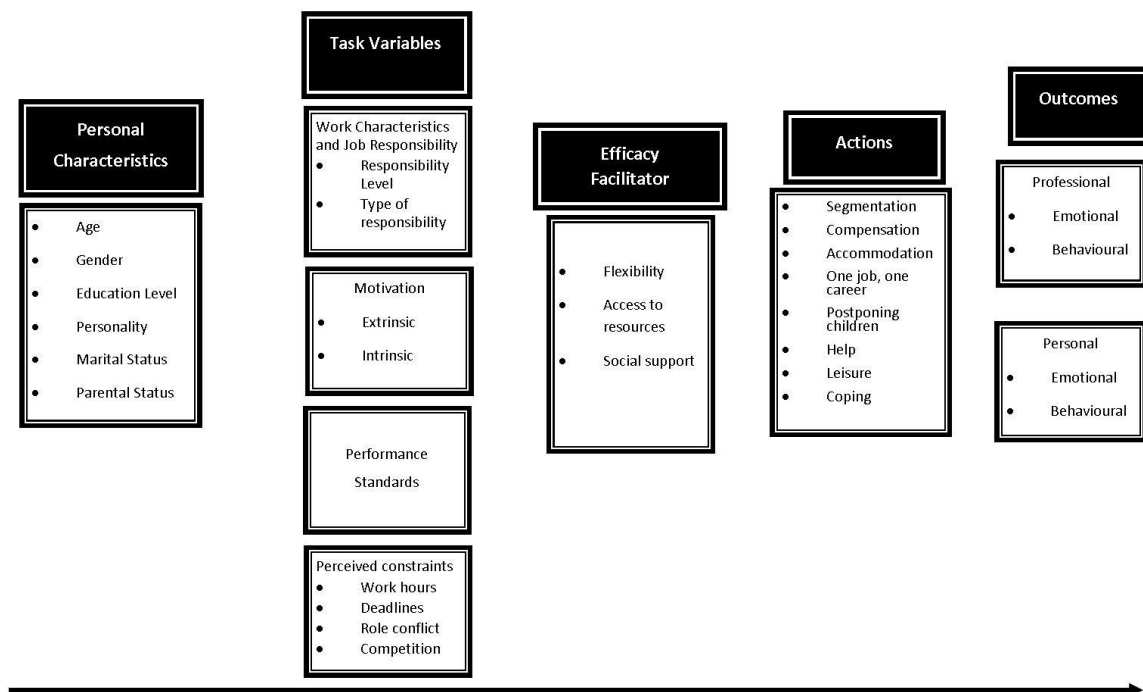 Personal
Characteristics
• Age
• Gender
• Education Level
• Personality
• Marital Status
• Parental Status
Task Variables
Work Characteristics
and Job Responsibility
• Responsibility
Level
• Type of
responsibility
Motivation
• Extrinsic
• Intrinsic
Performance
Standards
Perceived constraints
• Work hours
• Deadlines
• Role conflict
• Competition
Efficacy
Facilitator
• Flexibility
• Access to
resources
• Social support
Actions
• Segmentation
• Compensation
• Accommodation
• One job, one
career
• Postponing
children
• Help
• Leisure
• Coping
Outcomes
Professional
• Emotional
• Behavioural
Personal
• Emotional
• Behavioural